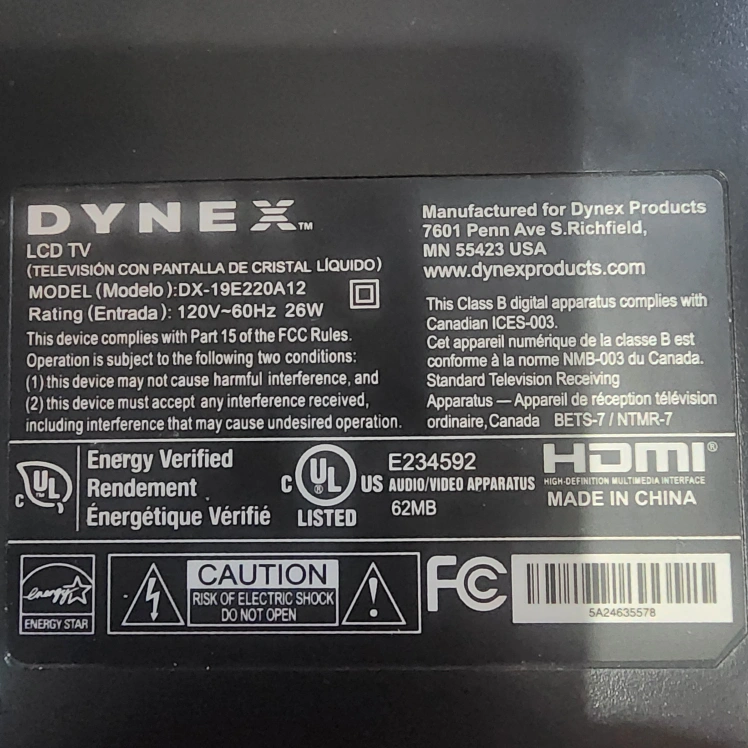 DYNEX™
LCD TV
(TELEVISIÓN CON PANTALLA DE CRISTAL LÍQUIDO)
MODEL (Modelo):DX-19E220A12
Rating (Entrada): 120V~60Hz 26W
This device complies with Part 15 of the FCC Rules.
Operation is subject to the following two conditions:
(1) this device may not cause harmful interference, and
(2) this device must accept any interference received,
including interference that may cause undesired operation.
Manufactured for Dynex Products
7601 Penn Ave S.Richfield,
MN 55423 USA
www.dynexproducts.com
This Class B digital apparatus complies with
Canadian ICES-003.
Cet appareil numérique de la classe B est
conforme à la norme NMB-003 du Canada.
Standard Television Receiving
Apparatus — Appareil de réception télévision
ordinaire, Canada BETS-7 / NTMR-7
c UL™
Energy Verified
Rendement
Énergétique Vérifié
C UL® US
LISTED
E234592
AUDIO/VIDEO APPARATUS
62MB
HDMI®
HIGH-DEFINITION MULTIMEDIA INTERFACE
MADE IN CHINA
energy
ENERGY STAR
CAUTION
RISK OF ELECTRIC SHOCK
DO NOT OPEN
!
FC
5A24635578